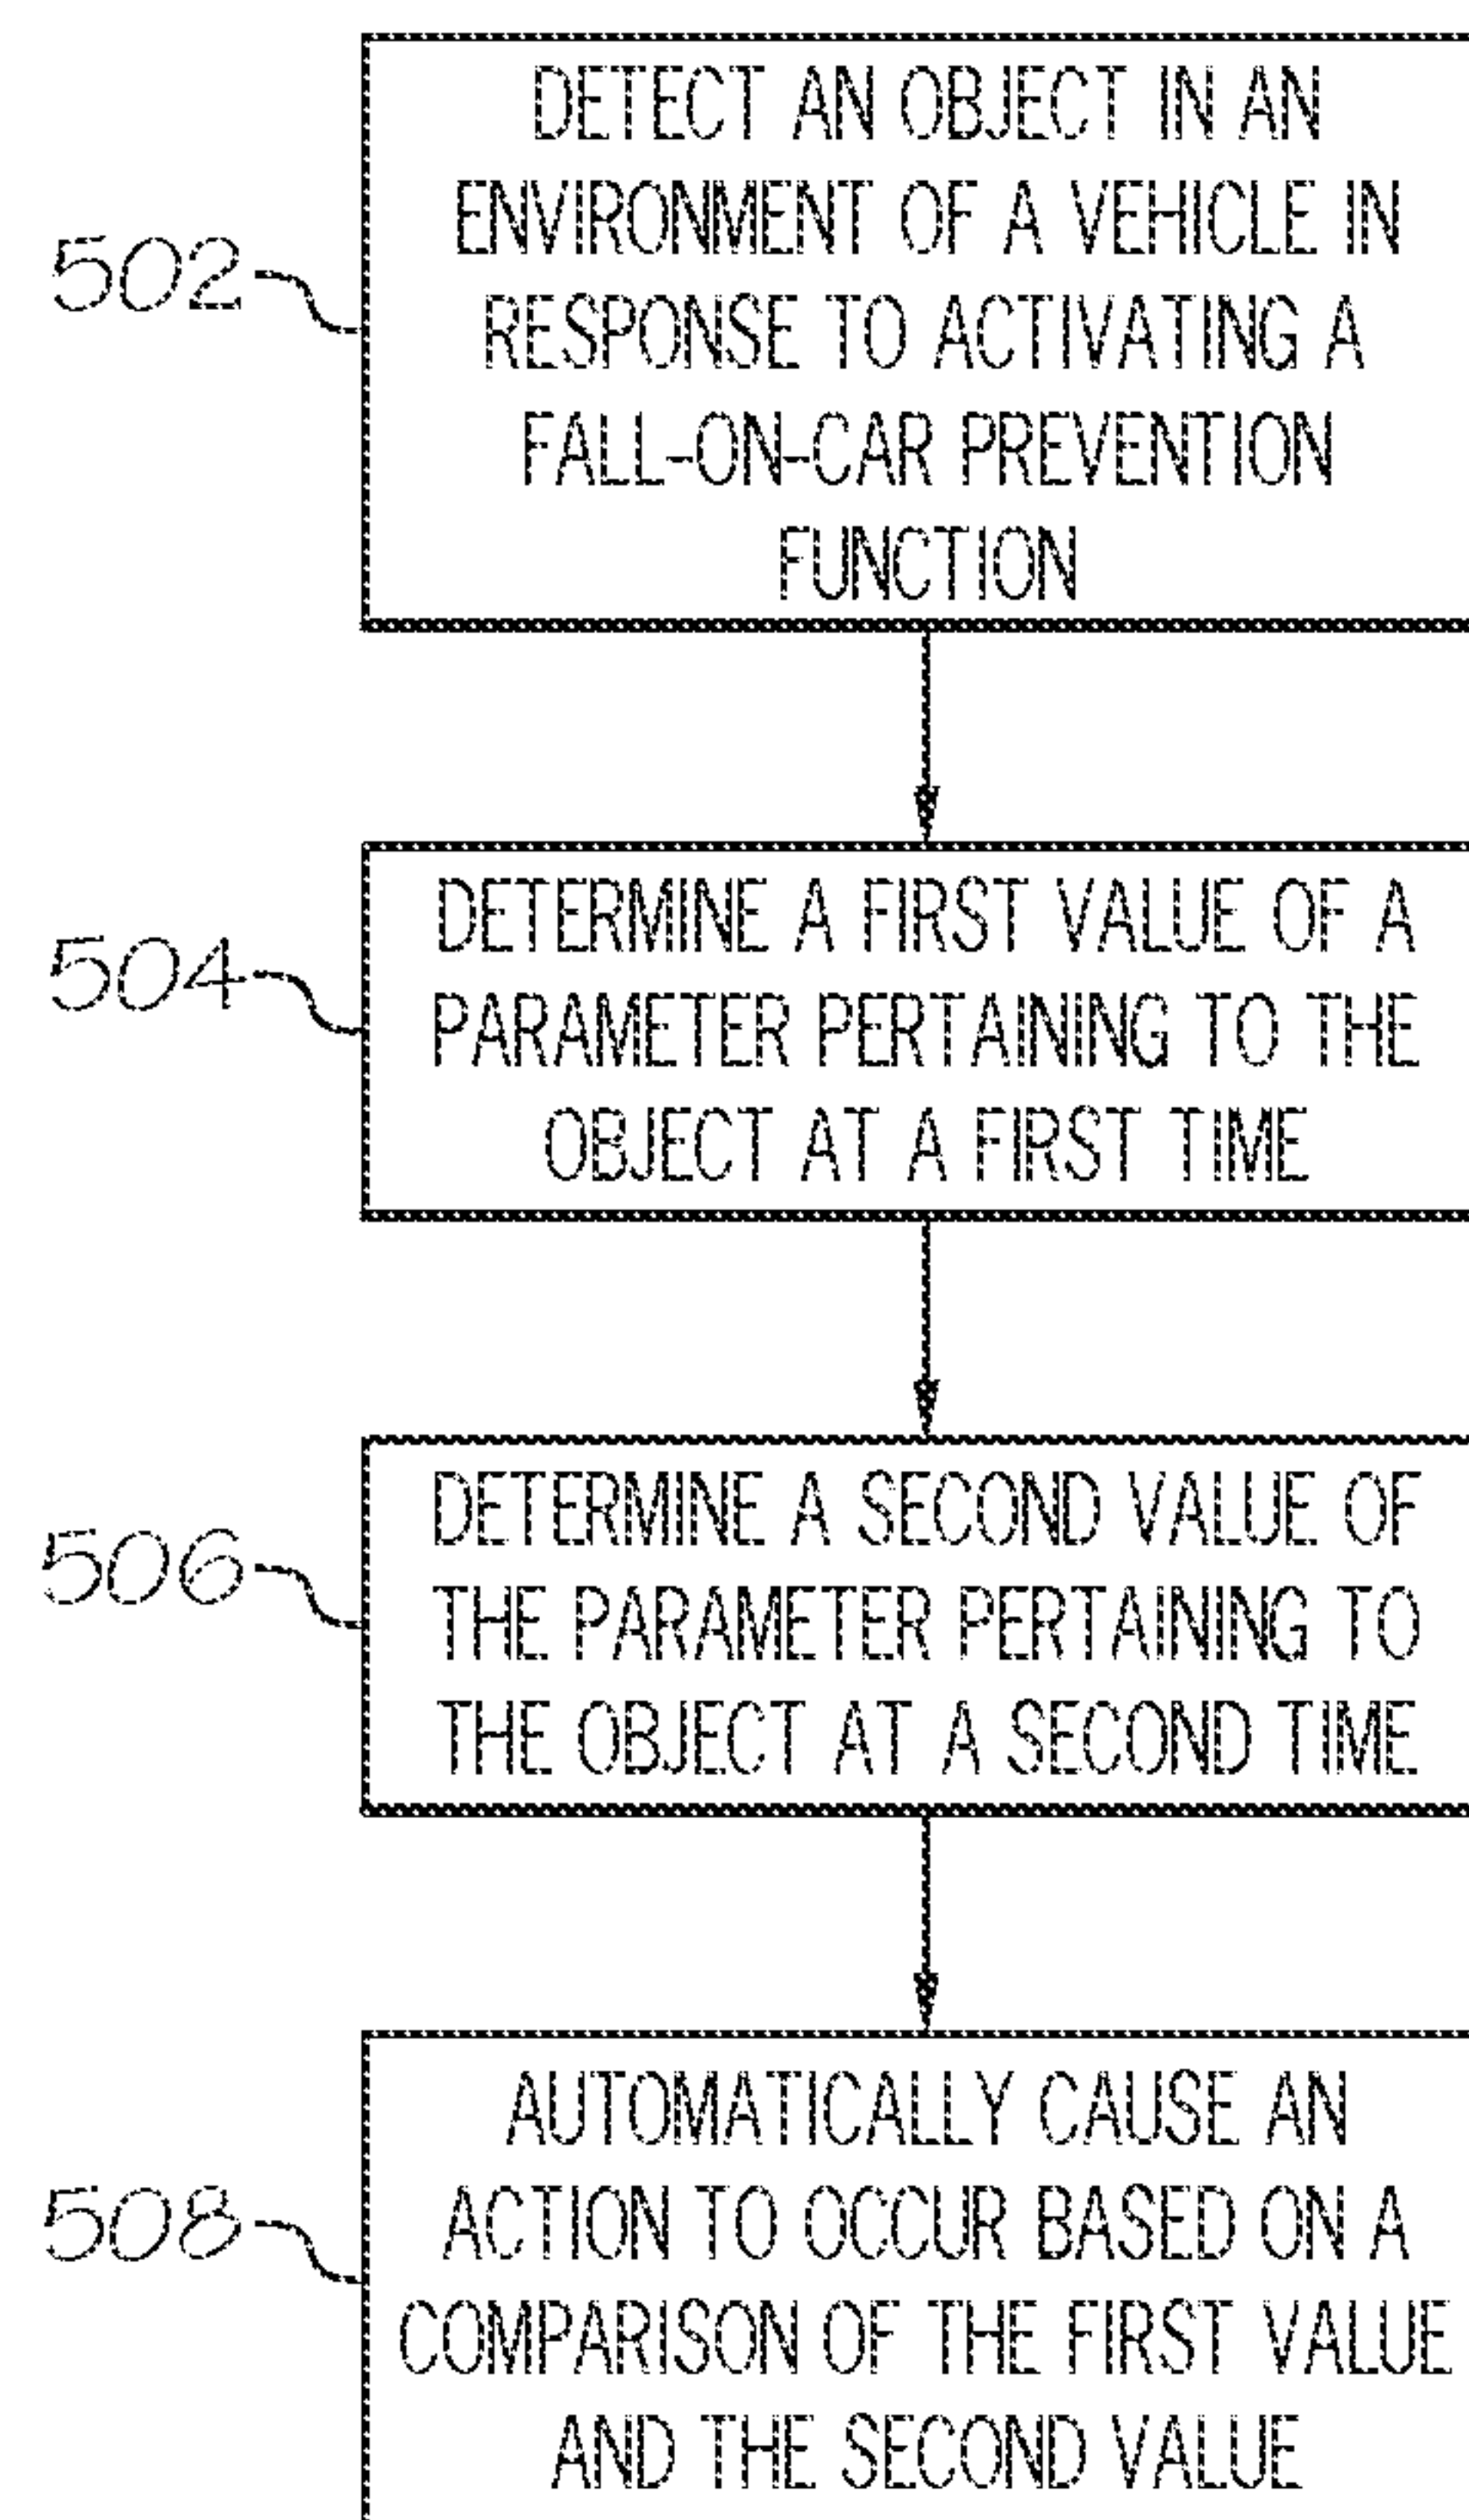 DETECT AN OBJECT IN AN
ENVIRONMENT OF A VEHICLE IN
502
RESPONSE TO ACTIVATING A
FALL-ON-CAR PREVENTION
FUNCTION
DETERMINE A FIRST VALUE OF A
504
PARAMETER PERTAINING TO THE
OBJECT AT A FIRST TIME
DETERMINE A SECOND VALUE OF
506
THE PARAMETER PERTAINING TO
THE OBJECT AT A SECOND TIME
AUTOMATICALLY CAUSE AN
508
ACTION TO OCCUR BASED ON A
COMPARISON OF THE FIRST VALUE
AND THE SECOND VALUE